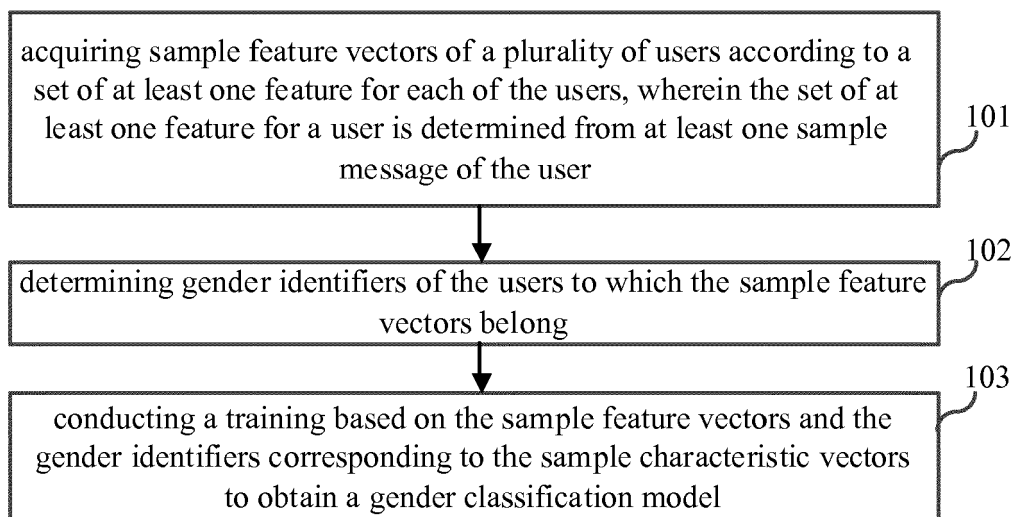 acquiring sample feature vectors of a plurality of users according to a
set of at least one feature for each of the users, wherein the set of at
least one feature for a user is determined from at least one sample
message of the user
101
determining gender identifiers of the users to which the sample feature
vectors belong
102
conducting a training based on the sample feature vectors and the
gender identifiers corresponding to the sample characteristic vectors
to obtain a gender classification model
103